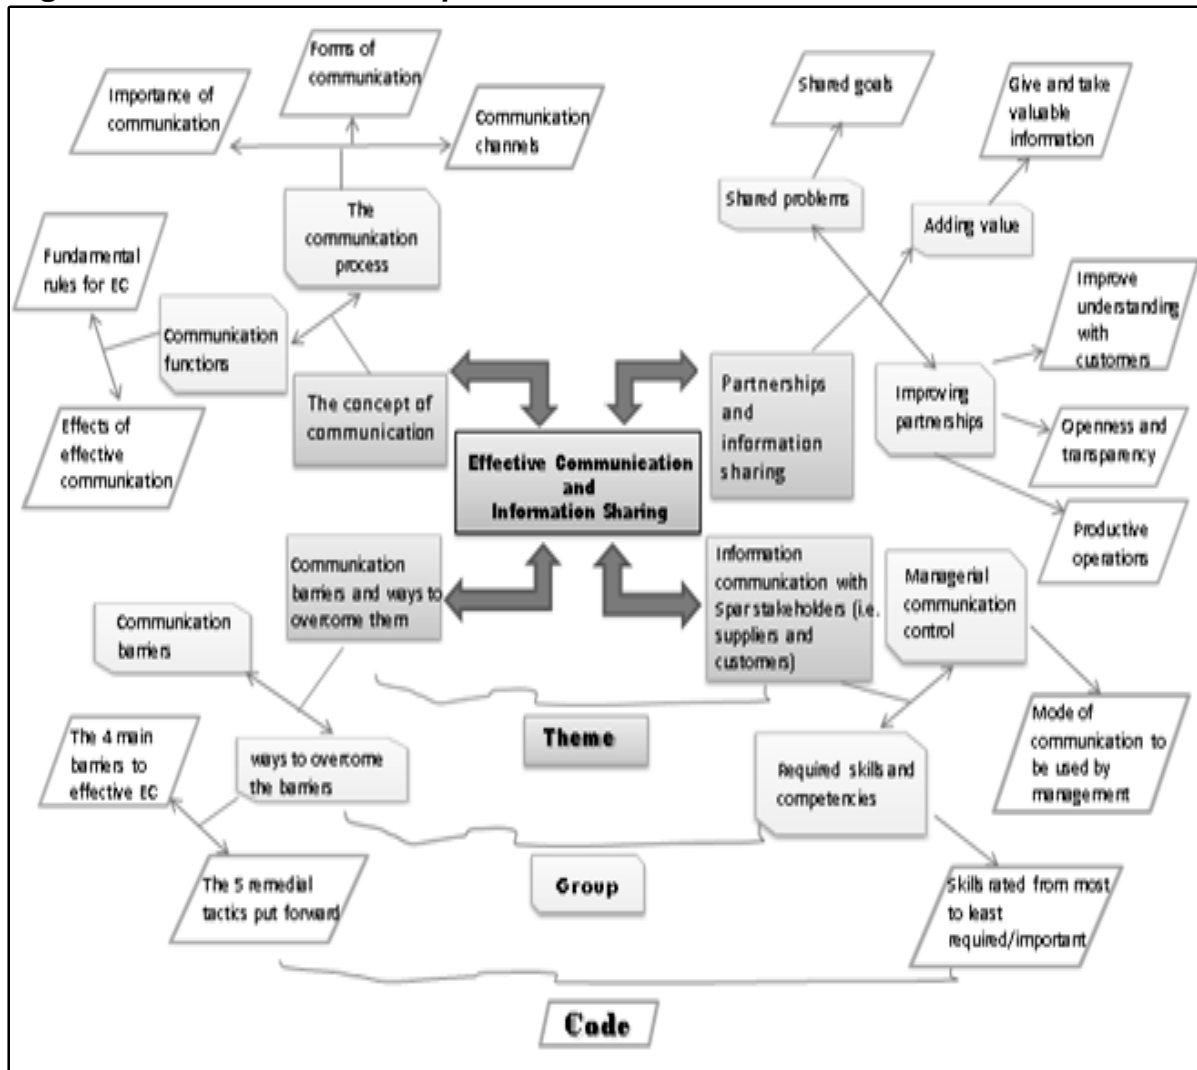 Forms of
communication
Importance of
communication
Communication
channels
The
communication
process
Fundamental
rules for EC
Communication
functions
Effects of
effective
communication
The concept of
communication
Shared goals
Give and take
valuable
information
Shared problems
Adding value
Improve
understanding
with
customers
Partnerships
and
information
sharing
Improving
partnerships
Openness and
transparency
Productive
operations
Effective Communication
and
Information Sharing
Communication
barriers and ways to
overcome them
Communication
barriers
The 4 main
barriers to
effective EC
ways to overcome
the barriers
The 5 remedial
tactics put forward
Information
communication with
Spar stakeholders (i.e.
suppliers and
customers)
Managerial
communication
control
Mode of
communication to
be used by
management
Required skills and
competencies
Skills rated from most
to least
required/important
Theme
Group
Code